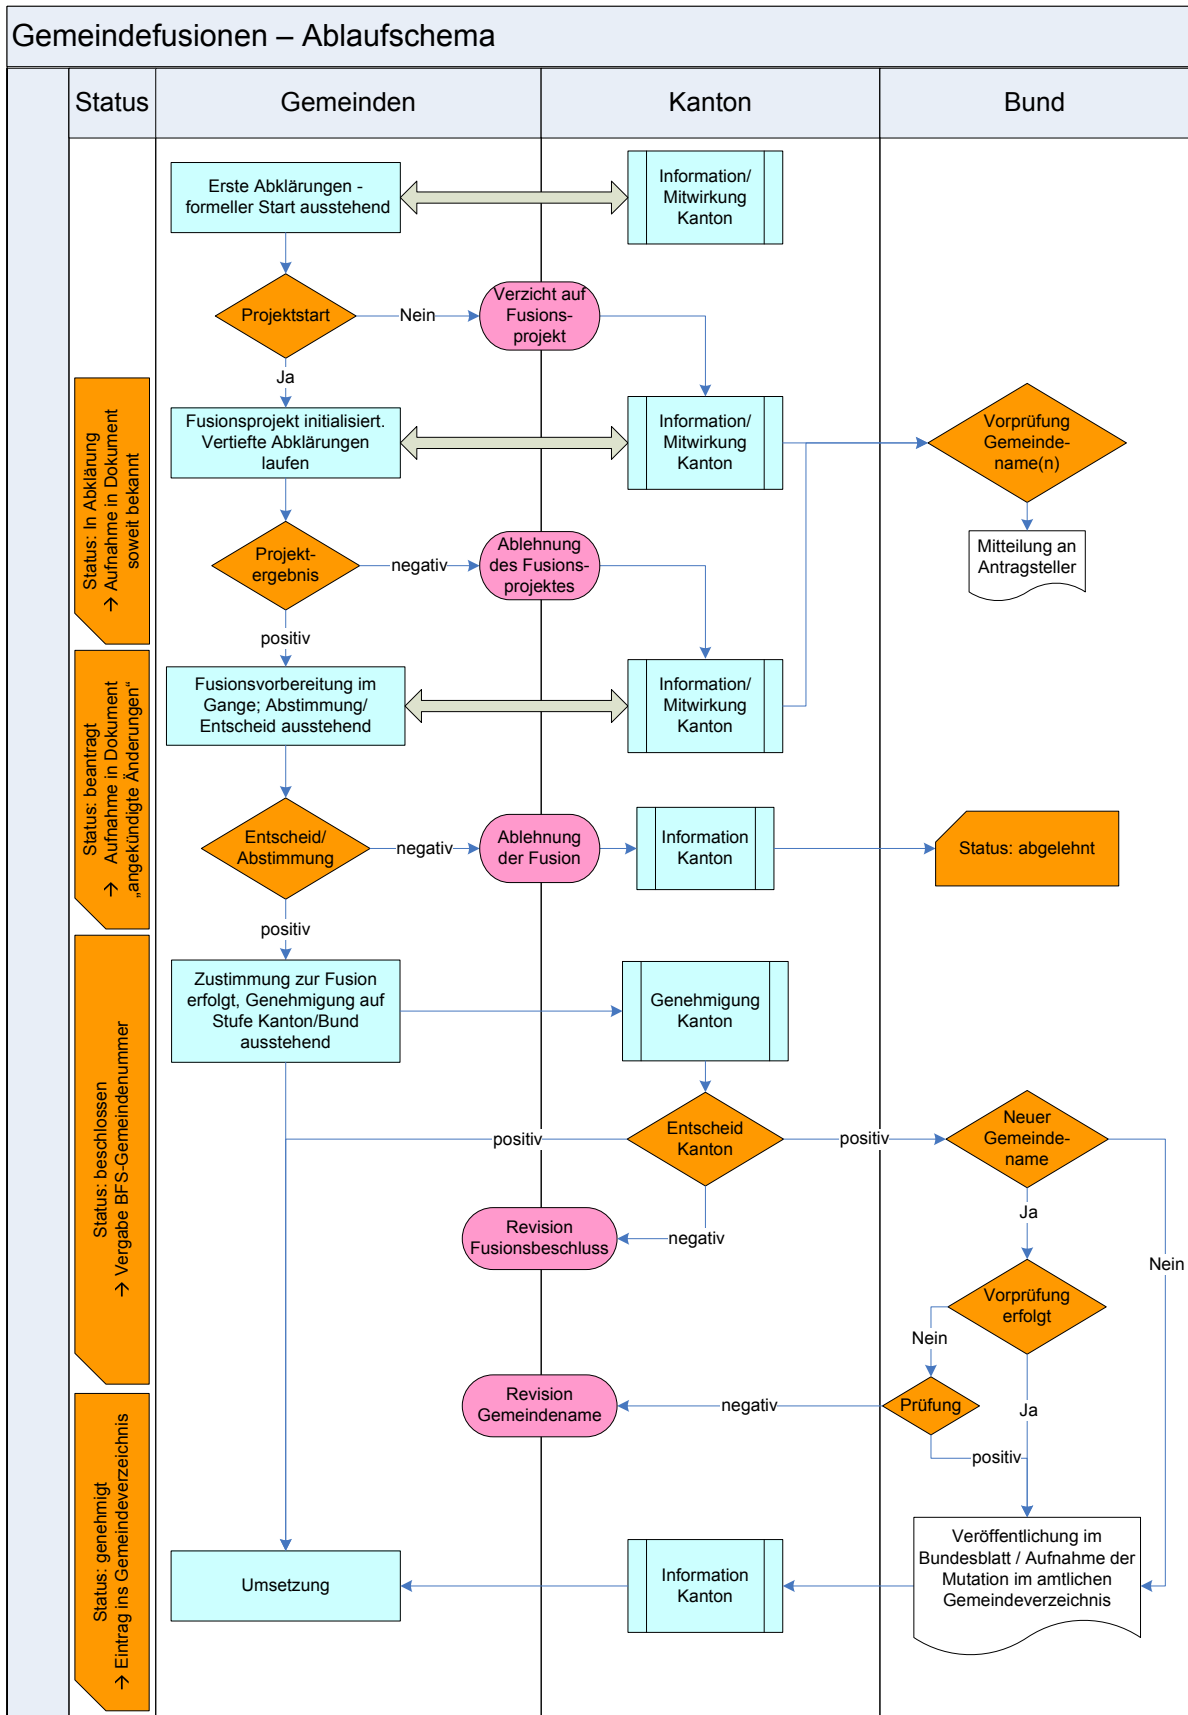 Gemeindefusionen – Ablaufschema
Status
Gemeinden
Kanton
Bund
Erste Abklärungen -
formeller Start ausstehend
Information/
Mitwirkung
Kanton
Projektstart
Nein
Verzicht auf
Fusions-
projekt
Ja
Status: In Abklärung
→ Aufnahme in Dokument
soweit bekannt
Fusionsprojekt initialisiert.
Vertiefte Abklärungen
laufen
Information/
Mitwirkung
Kanton
Vorprüfung
Gemeinde-
name(n)
Projekt-
ergebnis
negativ
Ablehnung
des Fusions-
projektes
Mitteilung an
Antragsteller
positiv
Status: beantragt
→ Aufnahme in Dokument
„angekündigte Änderungen“
Fusionsvorbereitung im
Gange; Abstimmung/
Entscheid ausstehend
Information/
Mitwirkung
Kanton
Entscheid/
Abstimmung
negativ
Ablehnung
der Fusion
Information
Kanton
Status: abgelehnt
positiv
Status: beschlossen
→ Vergabe BFS-Gemeindenummer
Zustimmung zur Fusion
erfolgt, Genehmigung auf
Stufe Kanton/Bund
ausstehend
Genehmigung
Kanton
positiv
Entscheid
Kanton
positiv
Neuer
Gemeinde-
name
Ja
Revision
Fusionsbeschluss
negativ
Nein
Vorprüfung
erfolgt
Nein
Revision
Gemeindename
negativ
Prüfung
Ja
positiv
Status: genehmigt
→ Eintrag ins Gemeindeverzeichnis
Umsetzung
Information
Kanton
Veröffentlichung im
Bundesblatt / Aufnahme der
Mutation im amtlichen
Gemeindeverzeichnis